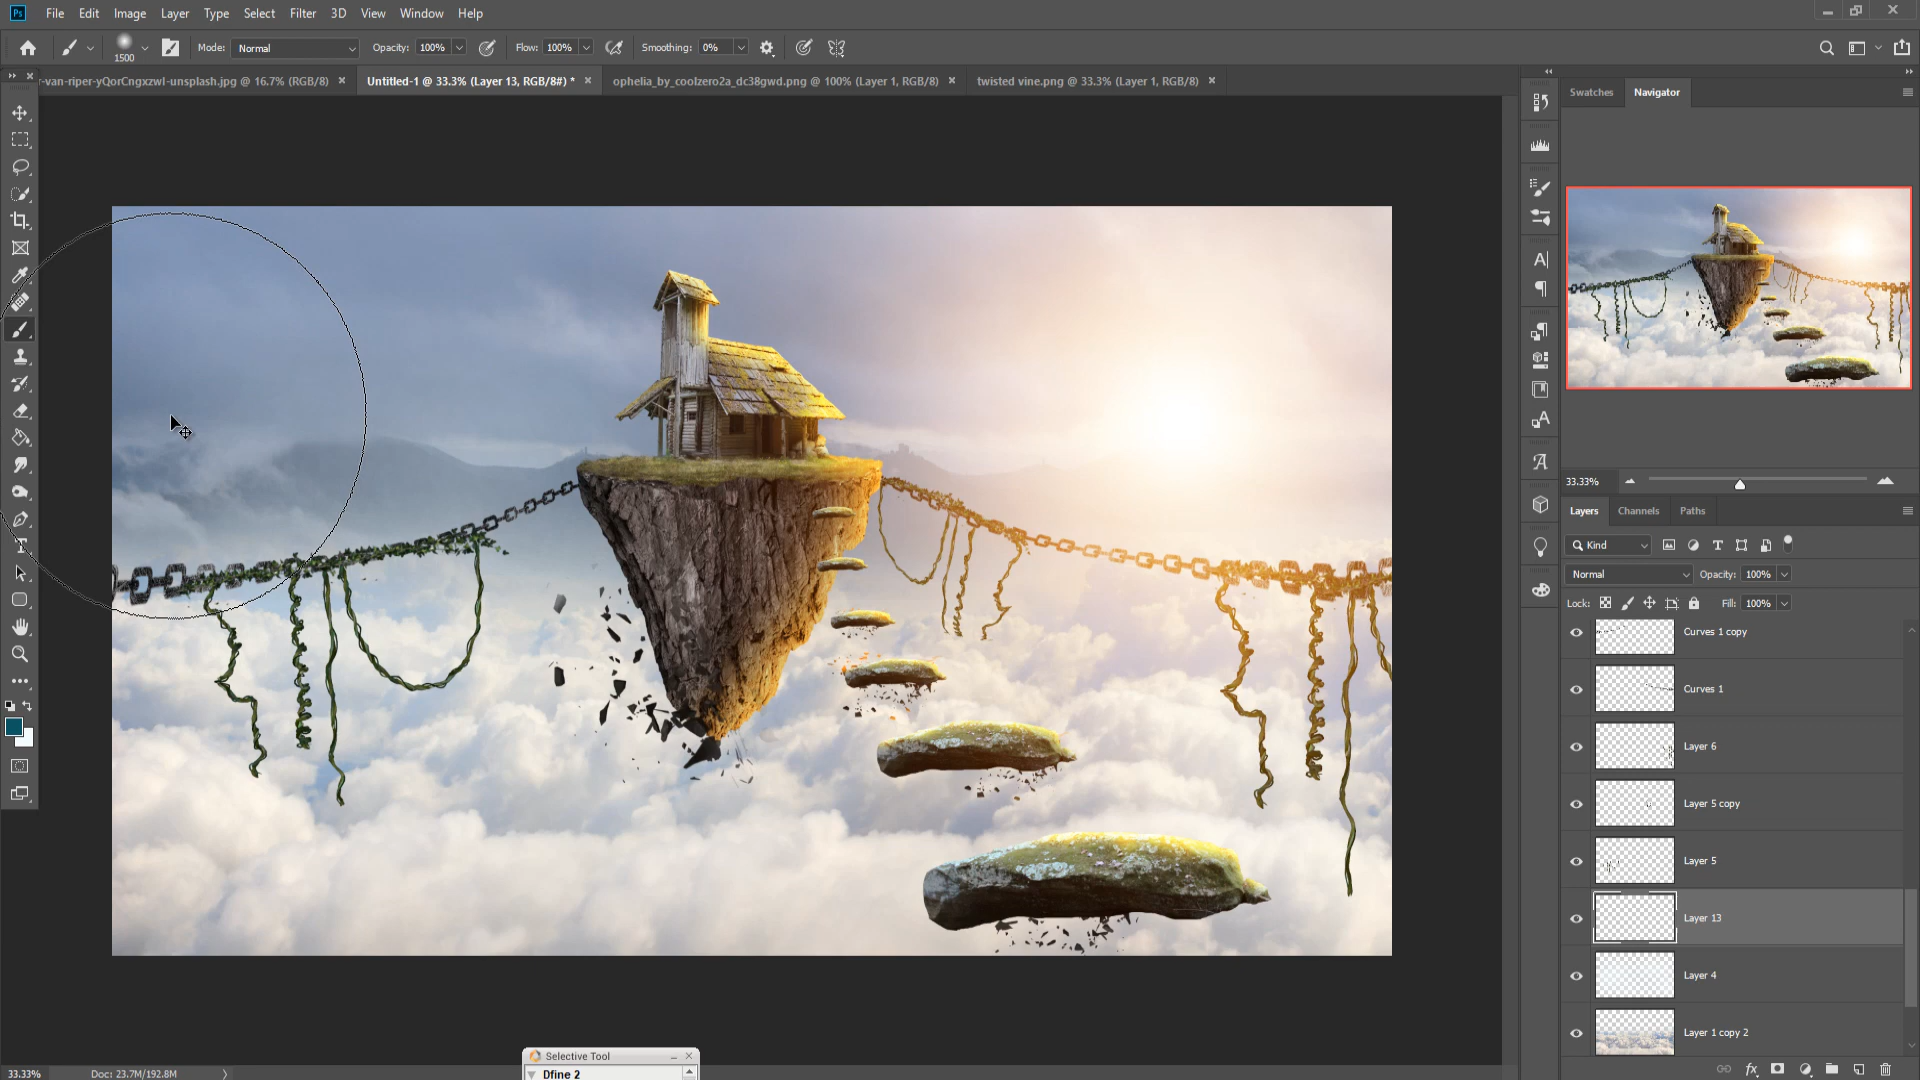 Ps File Edit Image Layer Type Select Filter 3D View Window Help
1500 Mode: Normal Opacity: 100% Flow: 100% Smoothing: 0%
-van-riper-yQorCngxzwI-unsplash.jpg @ 16.7% (RGB/8) Untitled-1 @ 33.3% (Layer 13, RGB/8#) * ophelia_by_coolzero2a_dc38gwd.png @ 100% (Layer 1, RGB/8) twisted vine.png @ 33.3% (Layer 1, RGB/8)
Swatches Navigator
33.33%
Layers Channels Paths
Kind
Normal Opacity: 100%
Lock: Fill: 100%
Curves 1 copy
Curves 1
Layer 6
Layer 5 copy
Layer 5
Layer 13
Layer 4
Layer 1 copy 2
Selective Tool
Dfine 2
33.33% Doc: 23.7M/192.8M